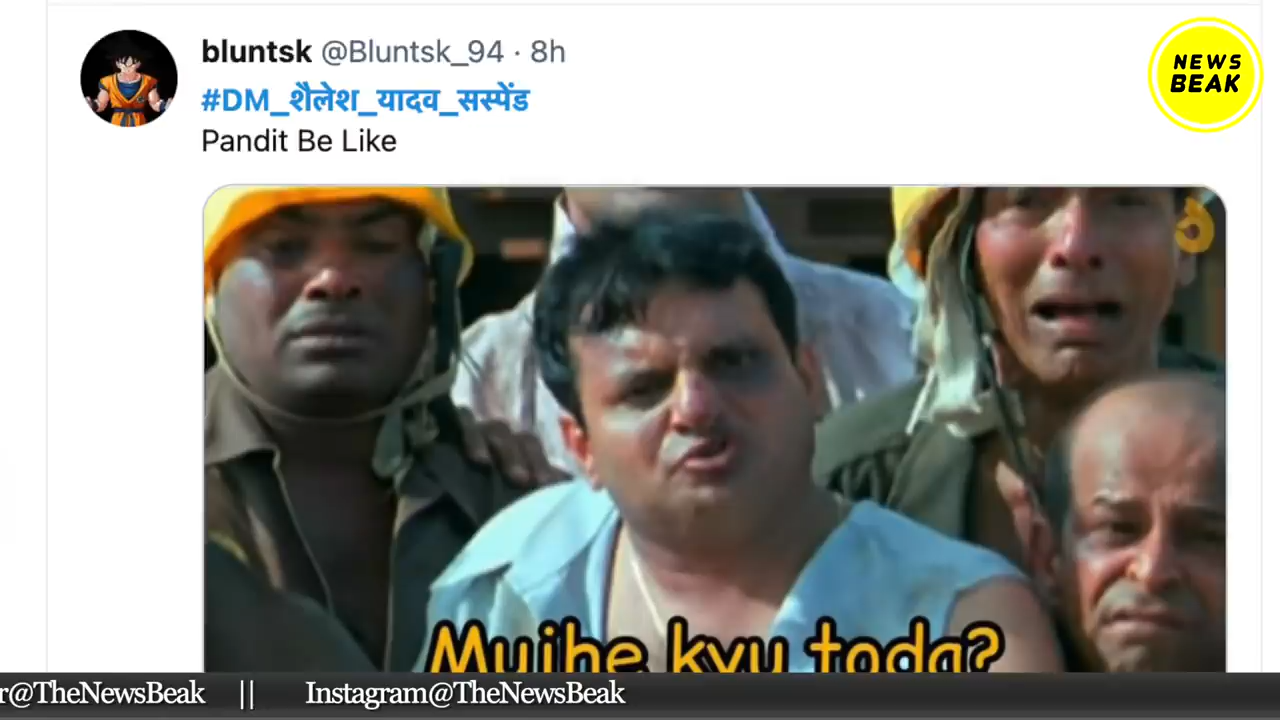 bluntsk @Bluntsk_94 · 8h
NEWS
BEAK
#DM_शैलेश_यादव_सस्पेंड
Pandit Be Like
Mujhe kyu toda?
r@TheNewsBeak || Instagram@TheNewsBeak